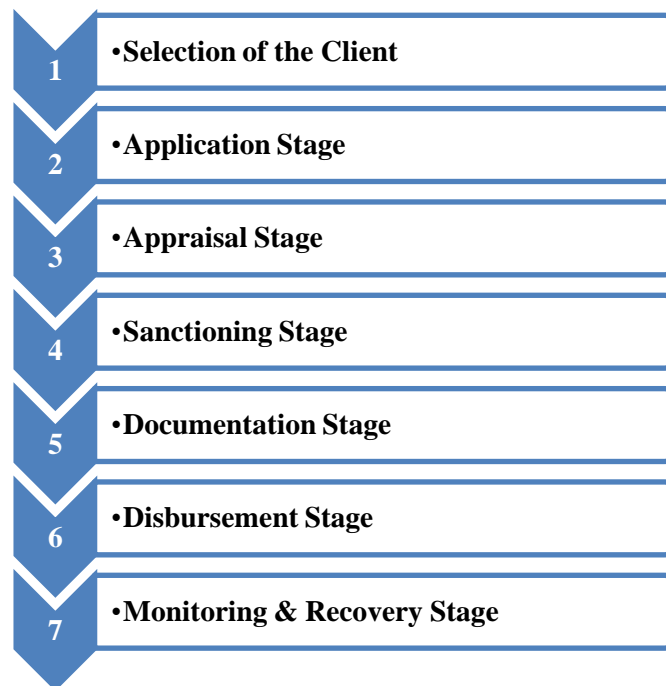 1 •Selection of the Client
2 •Application Stage
3 •Appraisal Stage
4 •Sanctioning Stage
5 •Documentation Stage
6 •Disbursement Stage
7 •Monitoring & Recovery Stage